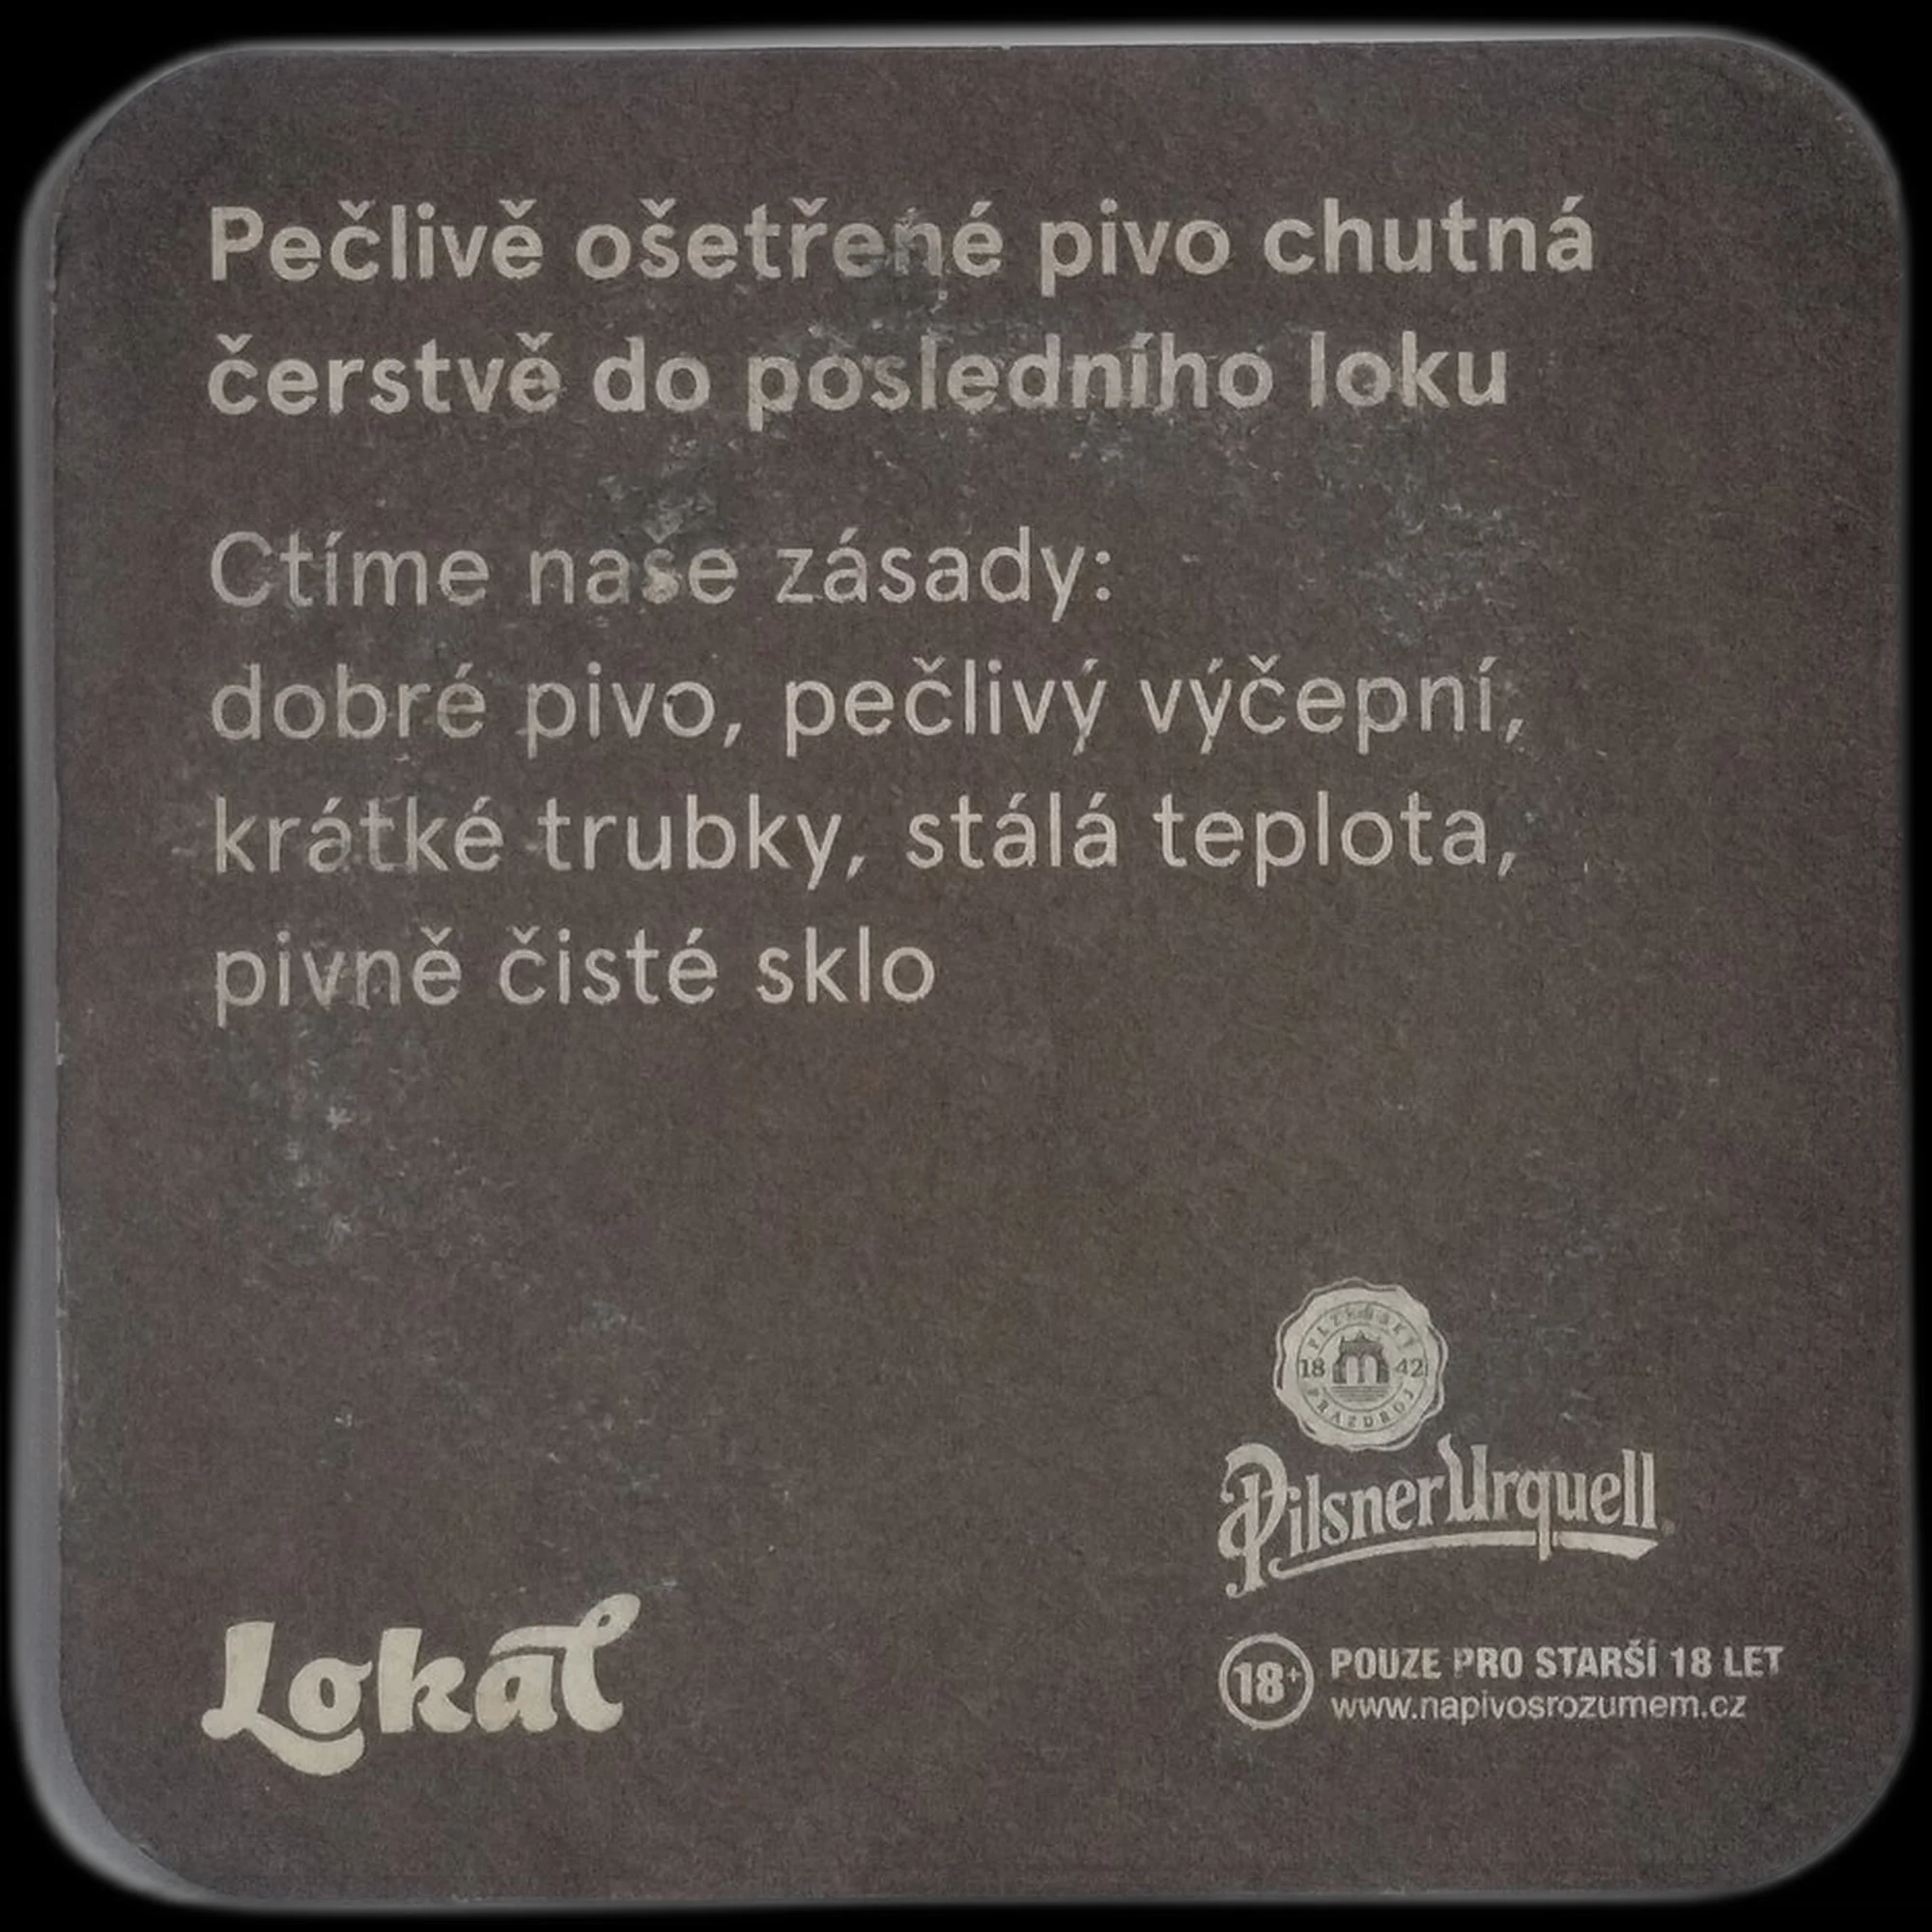 Pečlivě ošetřené pivo chutná
čerstvě do posledního loku
Ctíme naše zásady:
dobré pivo, pečlivý výčepní,
krátké trubky, stálá teplota,
pivně čisté sklo
PLZEŇSKÝ
18 42
PRAZDROJ
Pilsner Urquell
Lokál
18+ POUZE PRO STARŠÍ 18 LET
www.napivosrozumem.cz